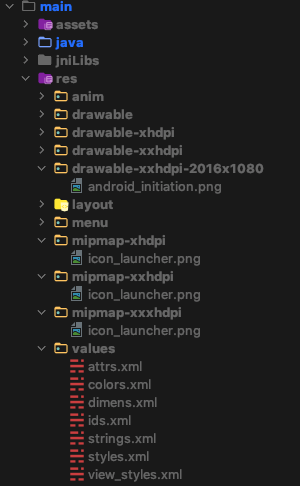 main
assets
java
jniLibs
res
anim
drawable
drawable-xhdpi
drawable-xxhdpi
drawable-xxhdpi-2016x1080
android_initiation.png
layout
menu
mipmap-xhdpi
icon_launcher.png
mipmap-xxhdpi
icon_launcher.png
mipmap-xxxhdpi
icon_launcher.png
values
attrs.xml
colors.xml
dimens.xml
ids.xml
strings.xml
styles.xml
view_styles.xml